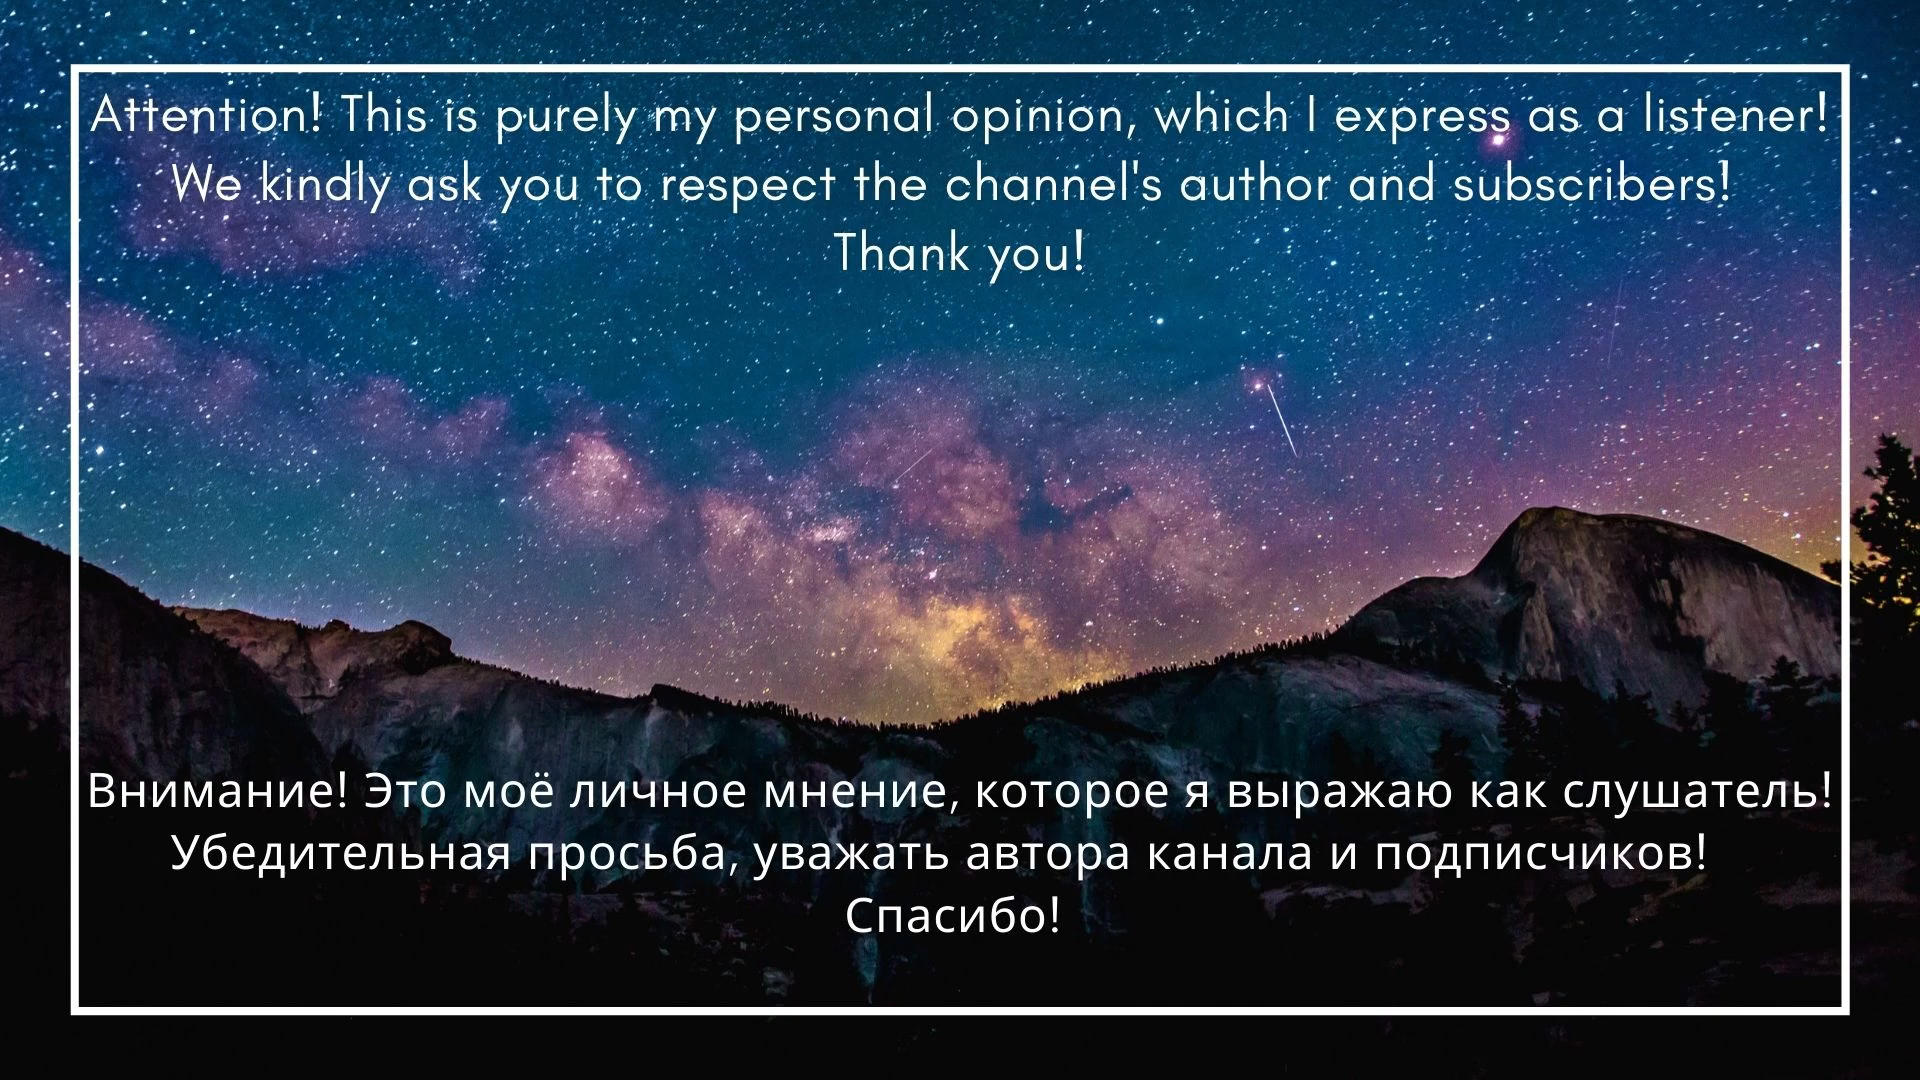 Attention! This is purely my personal opinion, which I express as a listener!
We kindly ask you to respect the channel's author and subscribers!
Thank you!
Внимание! Это моё личное мнение, которое я выражаю как слушатель!
Убедительная просьба, уважать автора канала и подписчиков!
Спасибо!